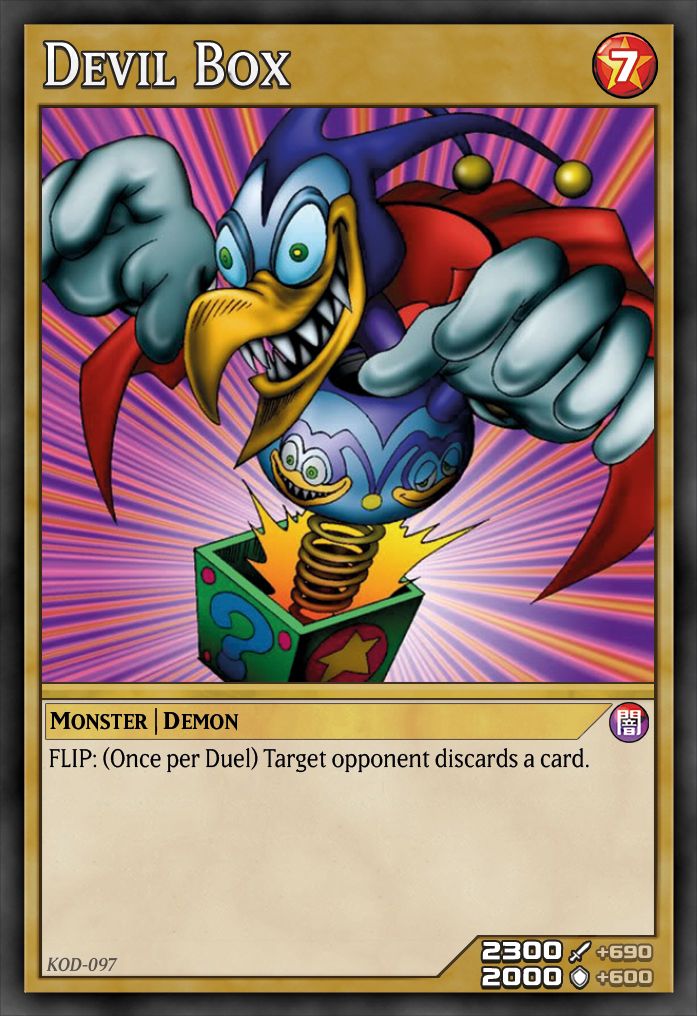 Devil Box
7
Monster | Demon
闇
FLIP: (Once per Duel) Target opponent discards a card.
?
KOD-097
2300 +690
2000 +600